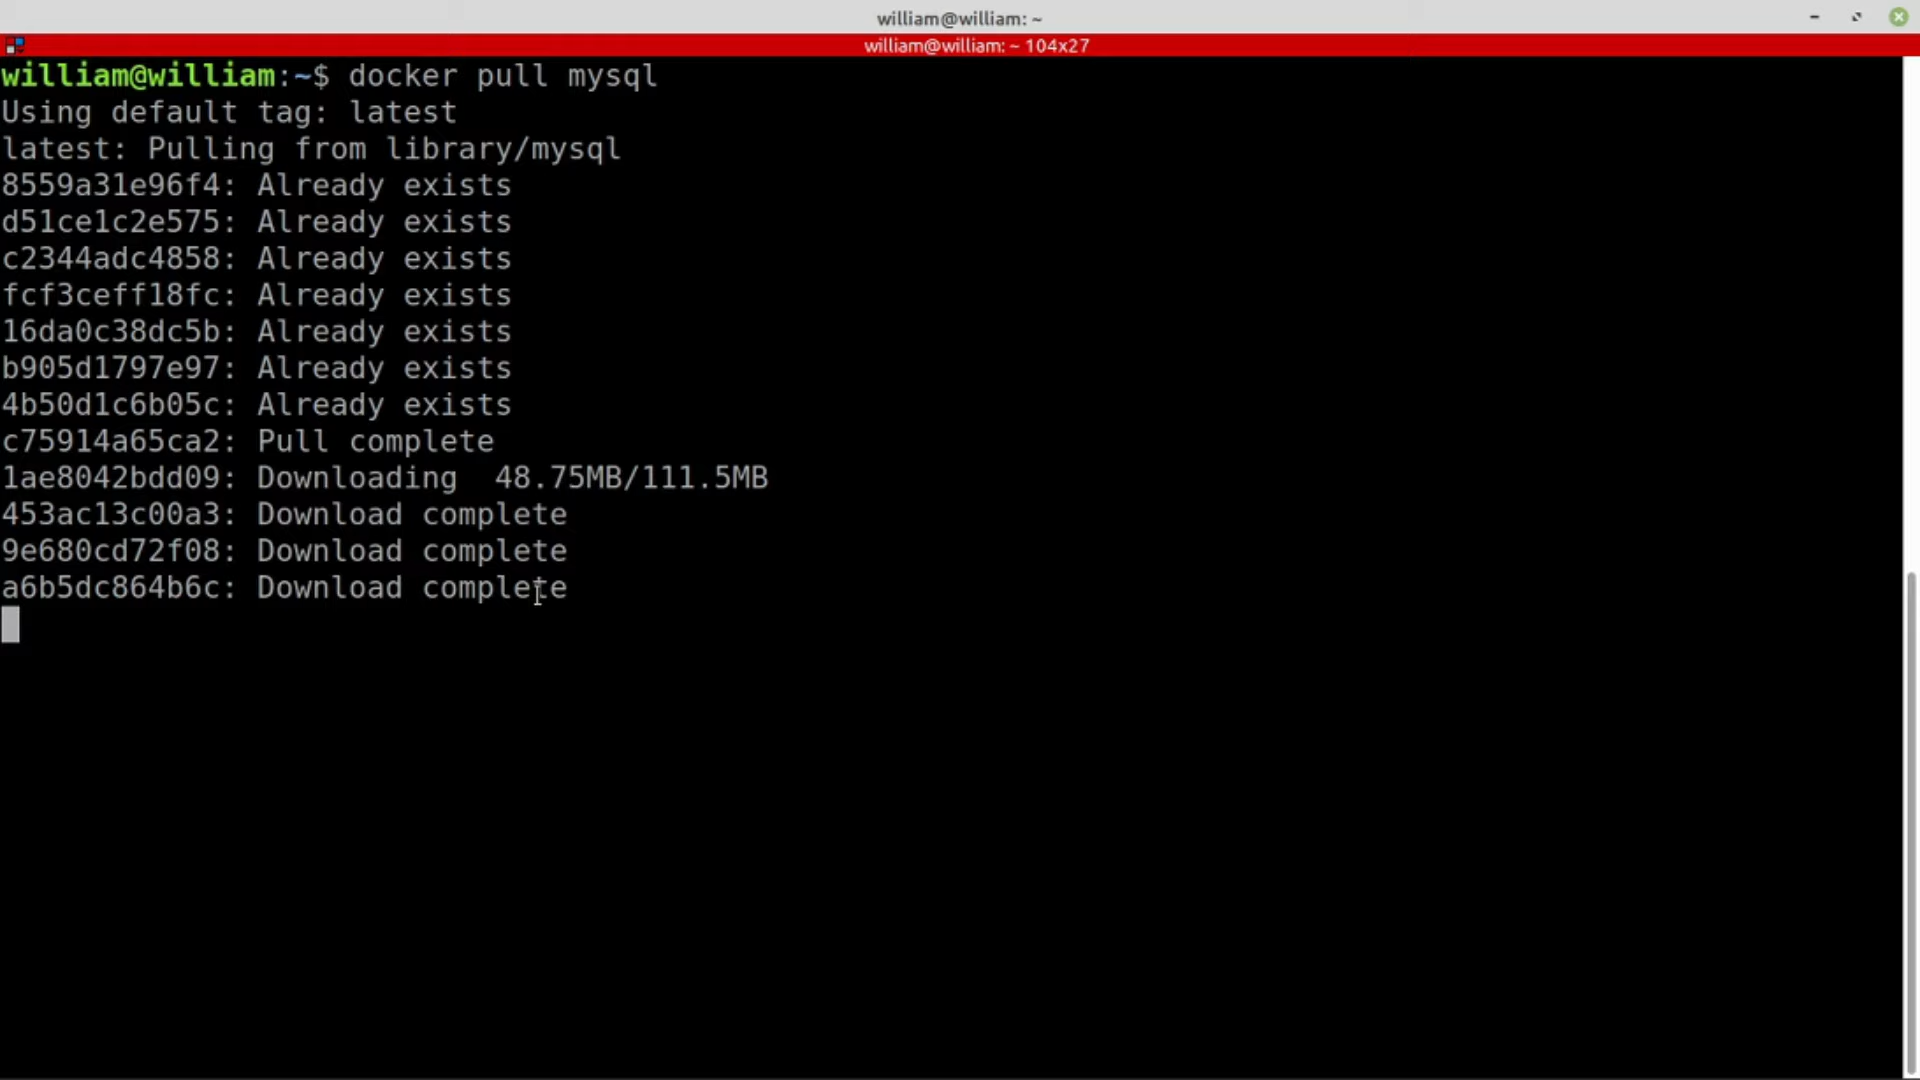 william@william: ~
william@william: ~ 104x27
william@william:~$ docker pull mysql
Using default tag: latest
latest: Pulling from library/mysql
8559a31e96f4: Already exists
d51ce1c2e575: Already exists
c2344adc4858: Already exists
fcf3ceff18fc: Already exists
16da0c38dc5b: Already exists
b905d1797e97: Already exists
4b50d1c6b05c: Already exists
c75914a65ca2: Pull complete
1ae8042bdd09: Downloading  48.75MB/111.5MB
453ac13c00a3: Download complete
9e680cd72f08: Download complete
a6b5dc864b6c: Download complete